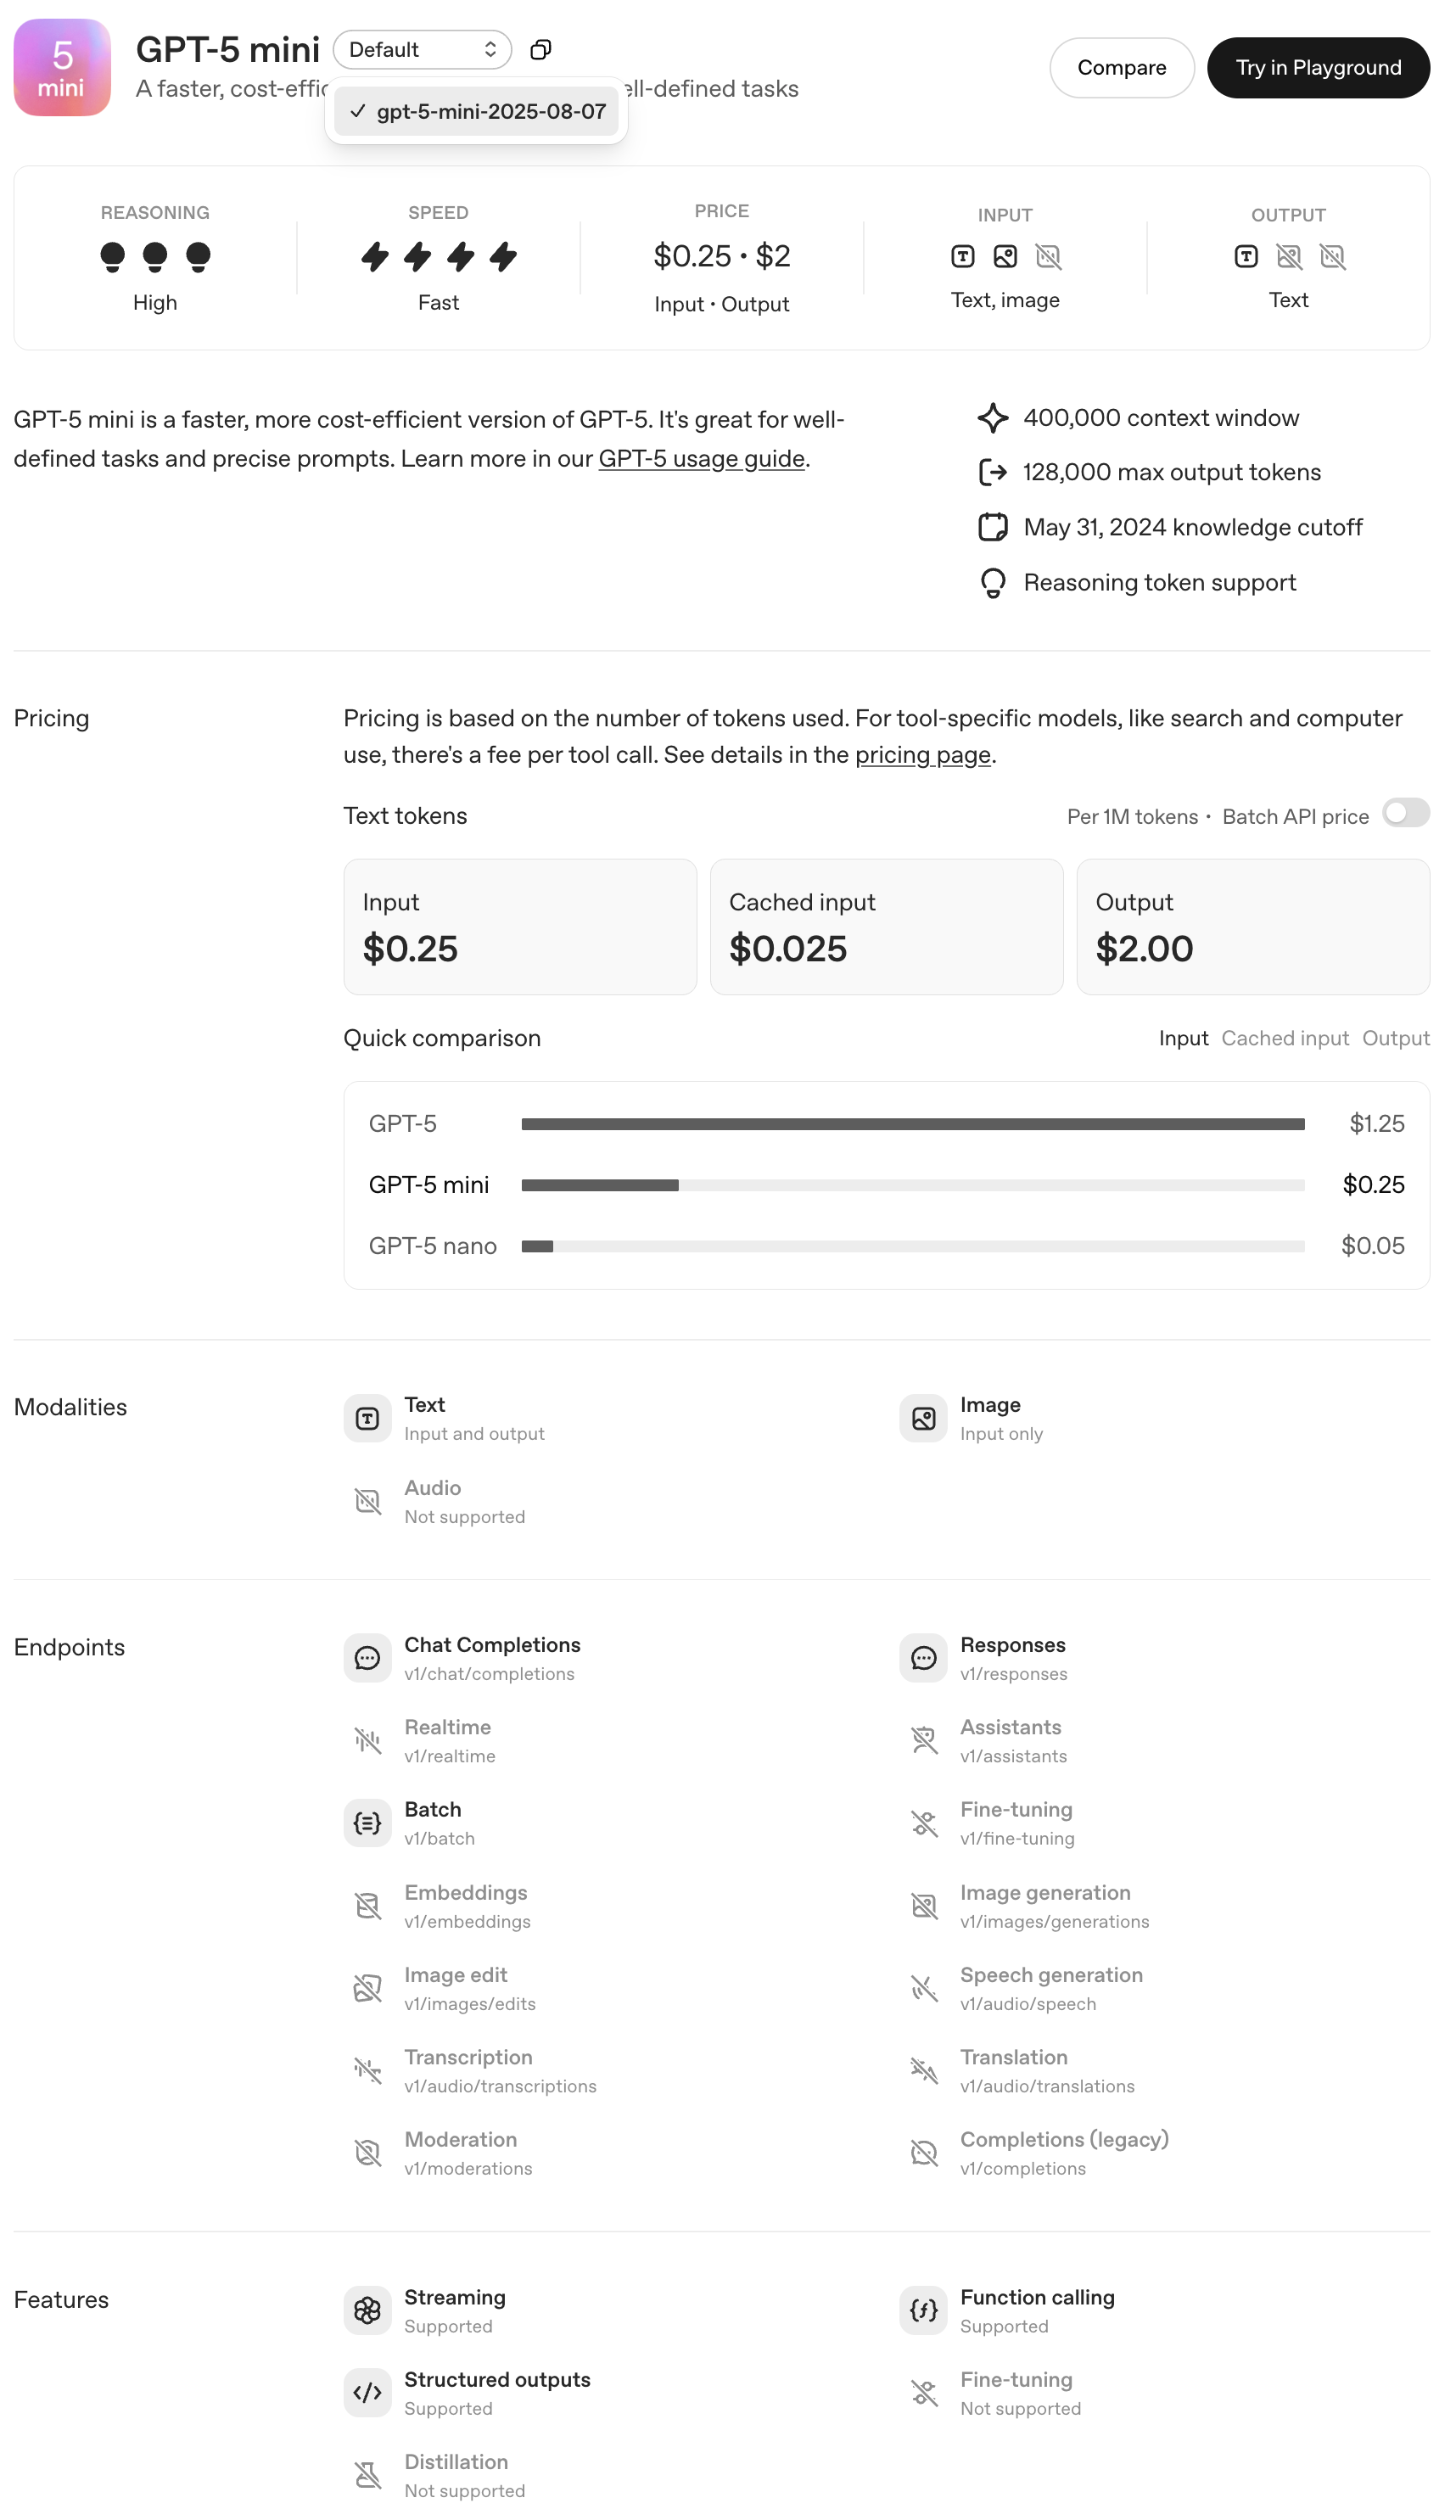 5
mini
GPT-5 mini
Default
A faster, cost-effic
ell-defined tasks
gpt-5-mini-2025-08-07
Compare
Try in Playground
REASONING
High
SPEED
Fast
PRICE
$0.25 • $2
Input • Output
INPUT
Text, image
OUTPUT
Text
GPT-5 mini is a faster, more cost-efficient version of GPT-5. It's great for well-
defined tasks and precise prompts. Learn more in our GPT-5 usage guide.
400,000 context window
128,000 max output tokens
May 31, 2024 knowledge cutoff
Reasoning token support
Pricing
Pricing is based on the number of tokens used. For tool-specific models, like search and computer
use, there's a fee per tool call. See details in the pricing page.
Text tokens
Per 1M tokens • Batch API price
Input
$0.25
Cached input
$0.025
Output
$2.00
Quick comparison
Input Cached input Output
GPT-5 $1.25
GPT-5 mini $0.25
GPT-5 nano $0.05
Modalities
Text
Input and output
Image
Input only
Audio
Not supported
Endpoints
Chat Completions
v1/chat/completions
Responses
v1/responses
Realtime
v1/realtime
Assistants
v1/assistants
Batch
v1/batch
Fine-tuning
v1/fine-tuning
Embeddings
v1/embeddings
Image generation
v1/images/generations
Image edit
v1/images/edits
Speech generation
v1/audio/speech
Transcription
v1/audio/transcriptions
Translation
v1/audio/translations
Moderation
v1/moderations
Completions (legacy)
v1/completions
Features
Streaming
Supported
Function calling
Supported
Structured outputs
Supported
Fine-tuning
Not supported
Distillation
Not supported